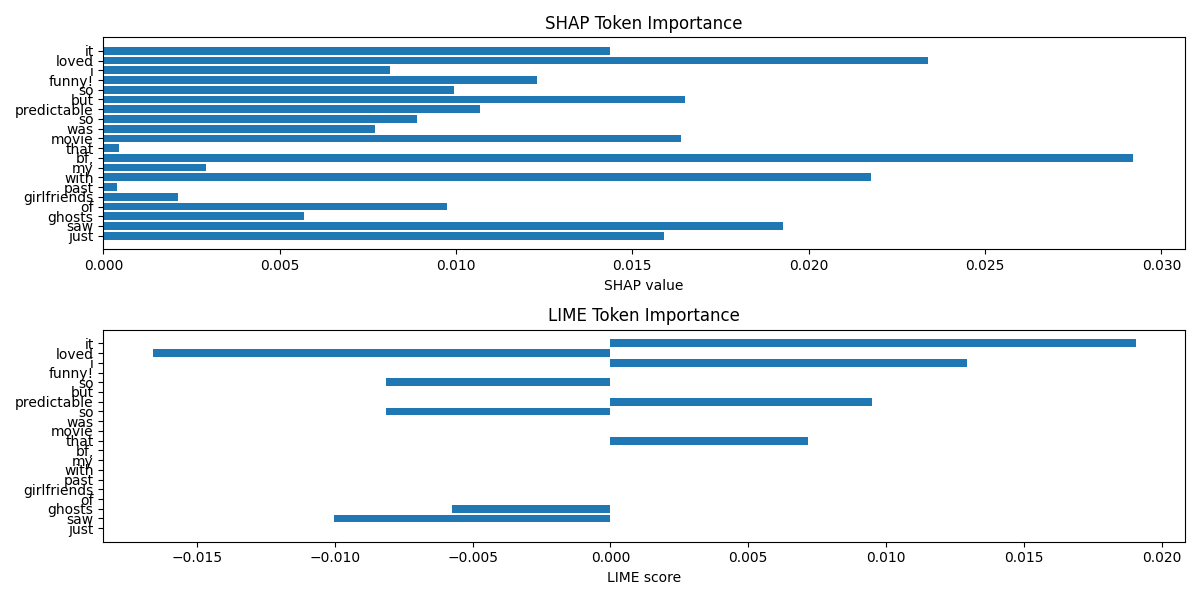 SHAP Token Importance
it
loved
i
funny!
so
but
predictable
so
was
movie
that
bf,
my
with
past
girlfriends
of
ghosts
saw
just
0.000 0.005 0.010 0.015 0.020 0.025 0.030
SHAP value
LIME Token Importance
it
loved
i
funny!
so
but
predictable
so
was
movie
that
bf,
my
with
past
girlfriends
of
ghosts
saw
just
−0.015 −0.010 −0.005 0.000 0.005 0.010 0.015 0.020
LIME score